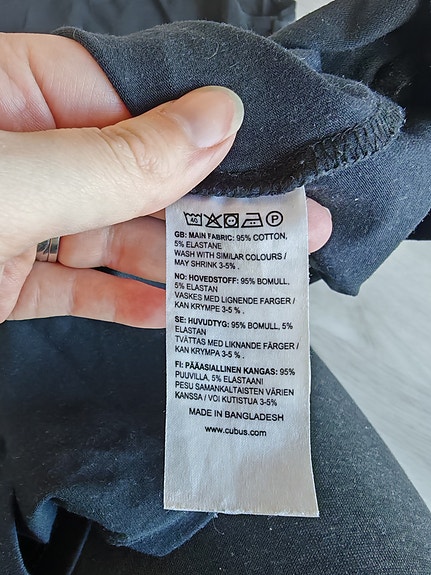 40 P
GB: MAIN FABRIC: 95% COTTON,
5% ELASTANE
WASH WITH SIMILAR COLOURS /
MAY SHRINK 3-5% .
NO: HOVEDSTOFF: 95% BOMULL,
5% ELASTAN
VASKES MED LIGNENDE FARGER /
KAN KRYMPE 3-5 % .
SE: HUVUDTYG: 95% BOMULL, 5%
ELASTAN
TVÄTTAS MED LIKNANDE FÄRGER /
KAN KRYMPA 3-5 % .
FI: PÄÄASIALLINEN KANGAS: 95%
PUUVILLA, 5% ELASTAANI
PESU SAMANKALTAISTEN VÄRIEN
KANSSA / VOI KUTISTUA 3-5%
MADE IN BANGLADESH
www.cubus.com